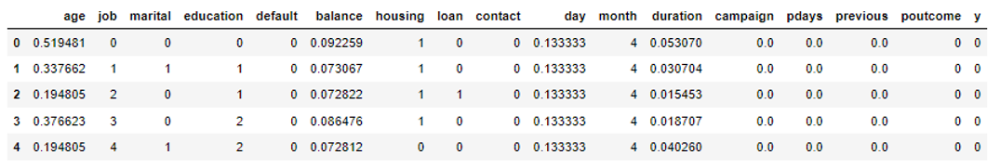 age job marital education default balance housing loan contact day month duration campaign pdays previous poutcome y
0 0.519481 0 0 0 0 0.092259 1 0 0 0.133333 4 0.053070 0.0 0.0 0.0 0 0
1 0.337662 1 1 1 0 0.073067 1 0 0 0.133333 4 0.030704 0.0 0.0 0.0 0 0
2 0.194805 2 0 1 0 0.072822 1 1 0 0.133333 4 0.015453 0.0 0.0 0.0 0 0
3 0.376623 3 0 2 0 0.086476 1 0 0 0.133333 4 0.018707 0.0 0.0 0.0 0 0
4 0.194805 4 1 2 0 0.072812 0 0 0 0.133333 4 0.040260 0.0 0.0 0.0 0 0